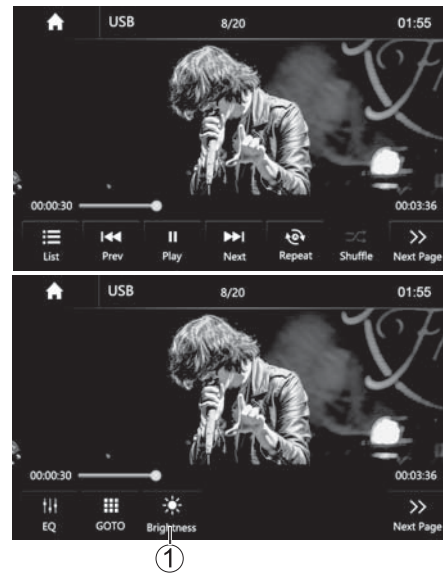 USB 8/20 01:55
00:00:30 00:03:36
List Prev Play Next Repeat Shuffle Next Page
USB 8/20 01:55
00:00:30 00:03:36
EQ GOTO Brightness Next Page
1